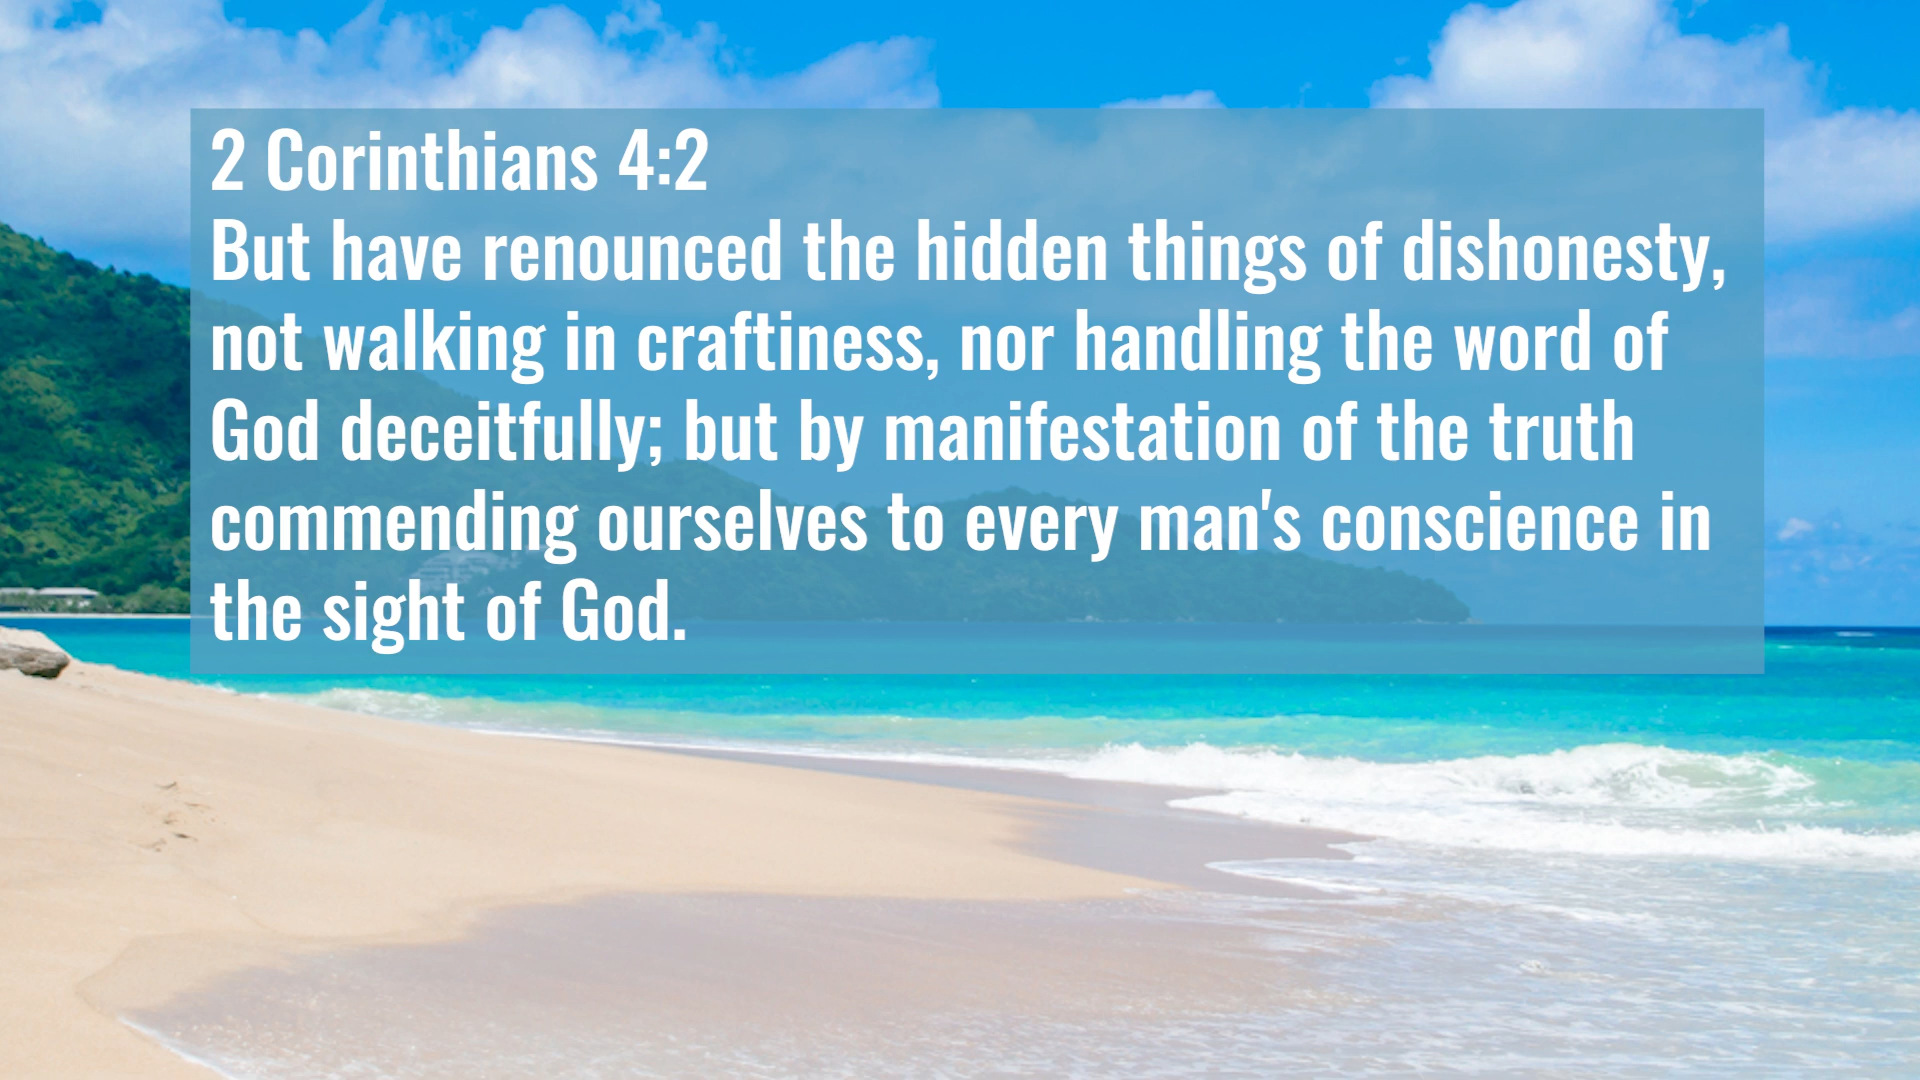 2 Corinthians 4:2
But have renounced the hidden things of dishonesty,
not walking in craftiness, nor handling the word of
God deceitfully; but by manifestation of the truth
commending ourselves to every man's conscience in
the sight of God.